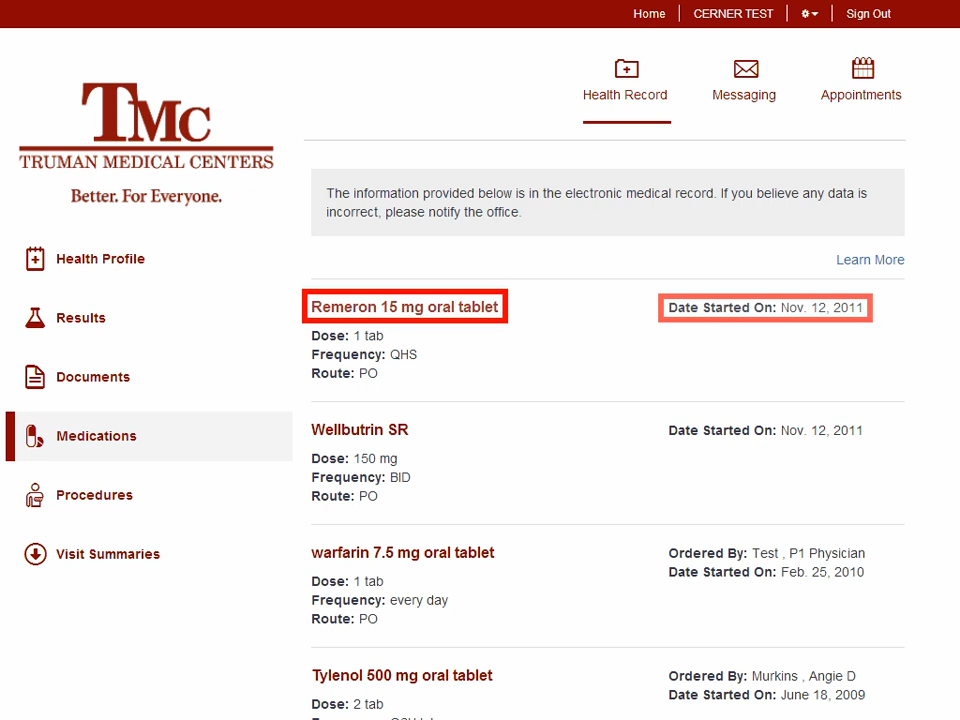 Home
CERNER TEST
Sign Out
Health Record
Messaging
Appointments
TMC
TRUMAN MEDICAL CENTERS
Better. For Everyone.
Health Profile
Results
Documents
Medications
Procedures
Visit Summaries
The information provided below is in the electronic medical record. If you believe any data is
incorrect, please notify the office.
Learn More
Remeron 15 mg oral tablet
Date Started On: Nov. 12, 2011
Dose: 1 tab
Frequency: QHS
Route: PO
Wellbutrin SR
Date Started On: Nov. 12, 2011
Dose: 150 mg
Frequency: BID
Route: PO
warfarin 7.5 mg oral tablet
Ordered By: Test , P1 Physician
Date Started On: Feb. 25, 2010
Dose: 1 tab
Frequency: every day
Route: PO
Tylenol 500 mg oral tablet
Ordered By: Murkins , Angie D
Date Started On: June 18, 2009
Dose: 2 tab